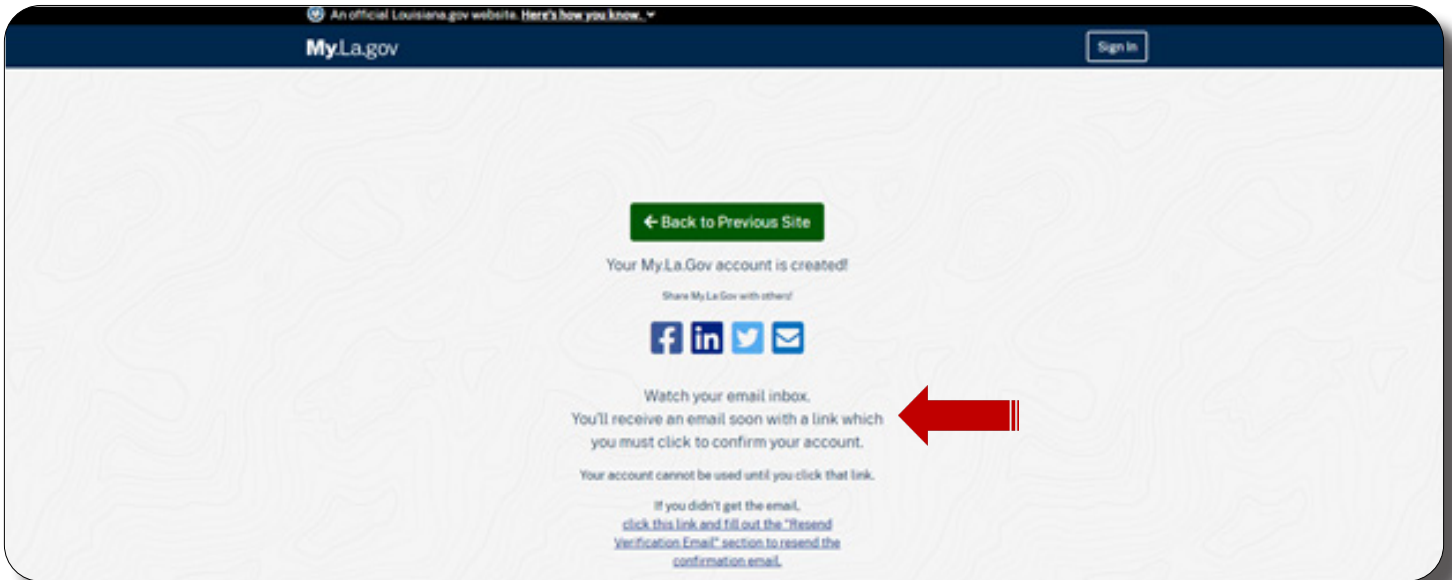 An official Louisiana.gov website. Here's how you know.
My.La.gov
Sign In
Back to Previous Site
Your My.La.Gov account is created!
Share My.La.Gov with others!
Watch your email inbox.
You'll receive an email soon with a link which
you must click to confirm your account.
Your account cannot be used until you click that link.
If you didn't get the email,
click this link and fill out the "Resend
Verification Email" section to resend the
confirmation email.